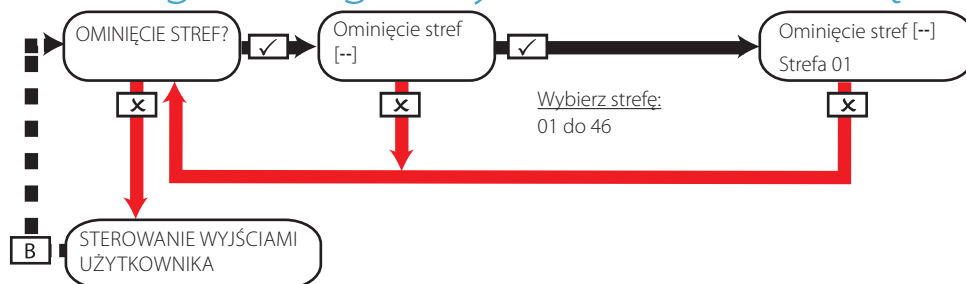 OMINIĘCIE STREF?
Ominięcie stref
[--]
Ominięcie stref [--]
Strefa 01
Wybierz strefę:
01 do 46
STEROWANIE WYJŚCIAMI
UŻYTKOWNIKA
B